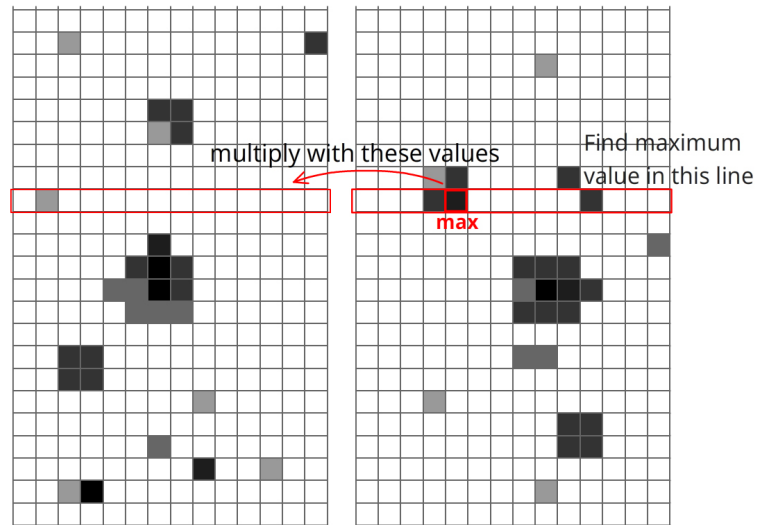 Find maximum
multiply with these values
value in this line
max